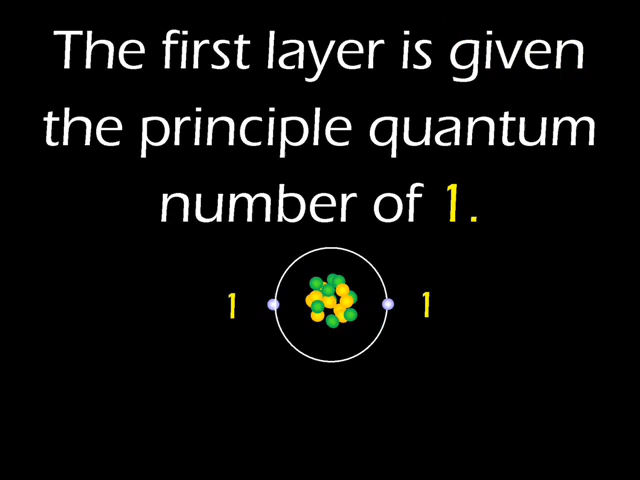 The first layer is given
the principle quantum
number of 1.
1 1